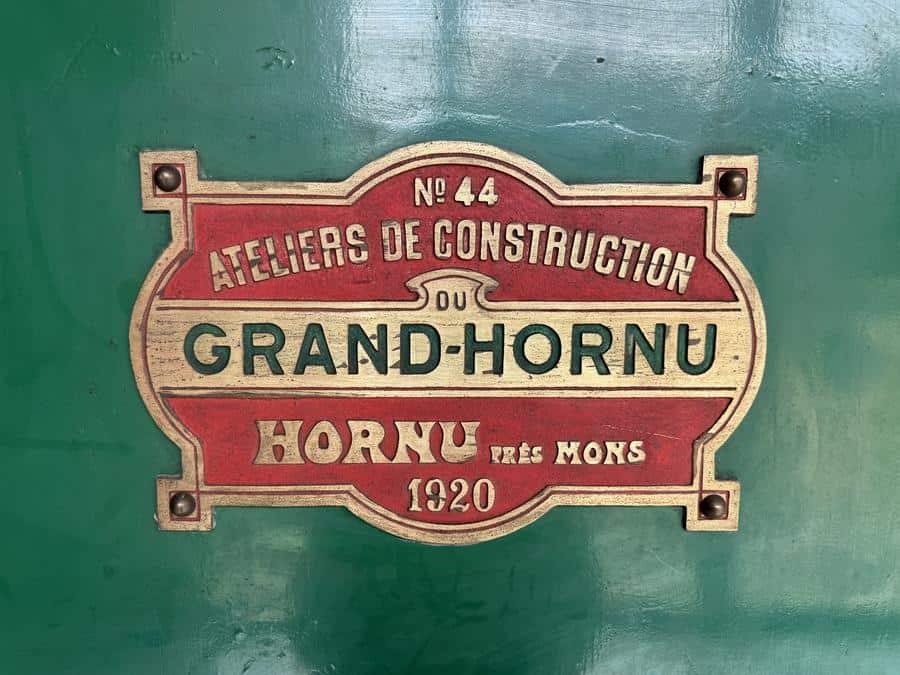 Nº 44
ATELIERS DE CONSTRUCTION
DU
GRAND-HORNU
HORNU PRÈS MONS
1920